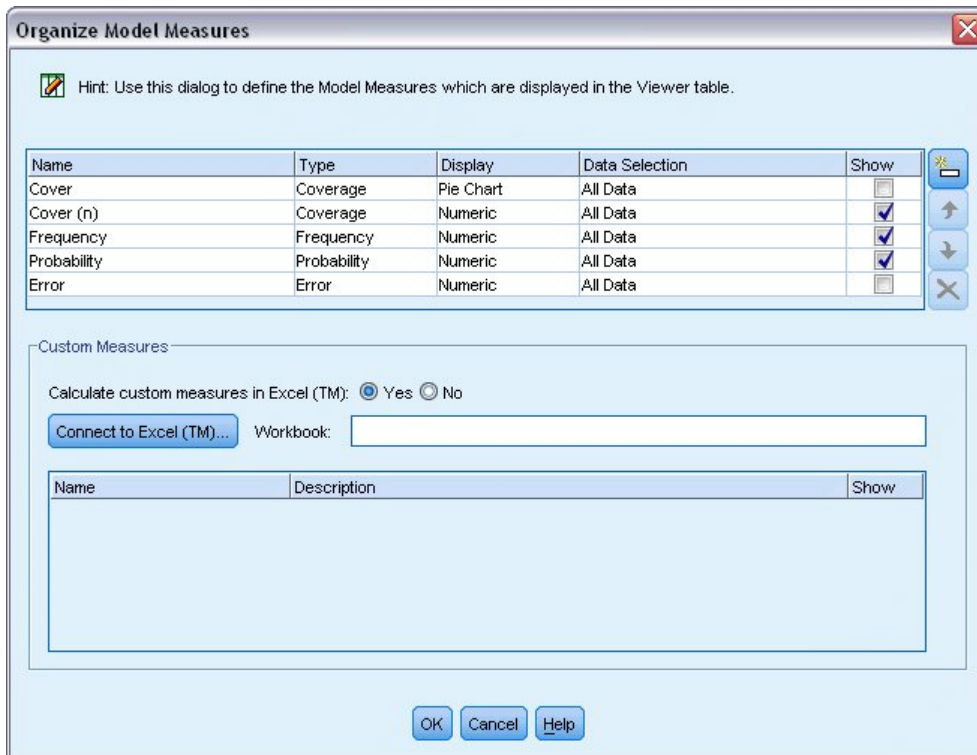 Organize Model Measures
Hint: Use this dialog to define the Model Measures which are displayed in the Viewer table.
Name Type Display Data Selection Show
Cover Coverage Pie Chart All Data
Cover (n) Coverage Numeric All Data
Frequency Frequency Numeric All Data
Probability Probability Numeric All Data
Error Error Numeric All Data
Custom Measures
Calculate custom measures in Excel (TM): Yes No
Connect to Excel (TM)... Workbook:
Name Description Show
OK Cancel Help